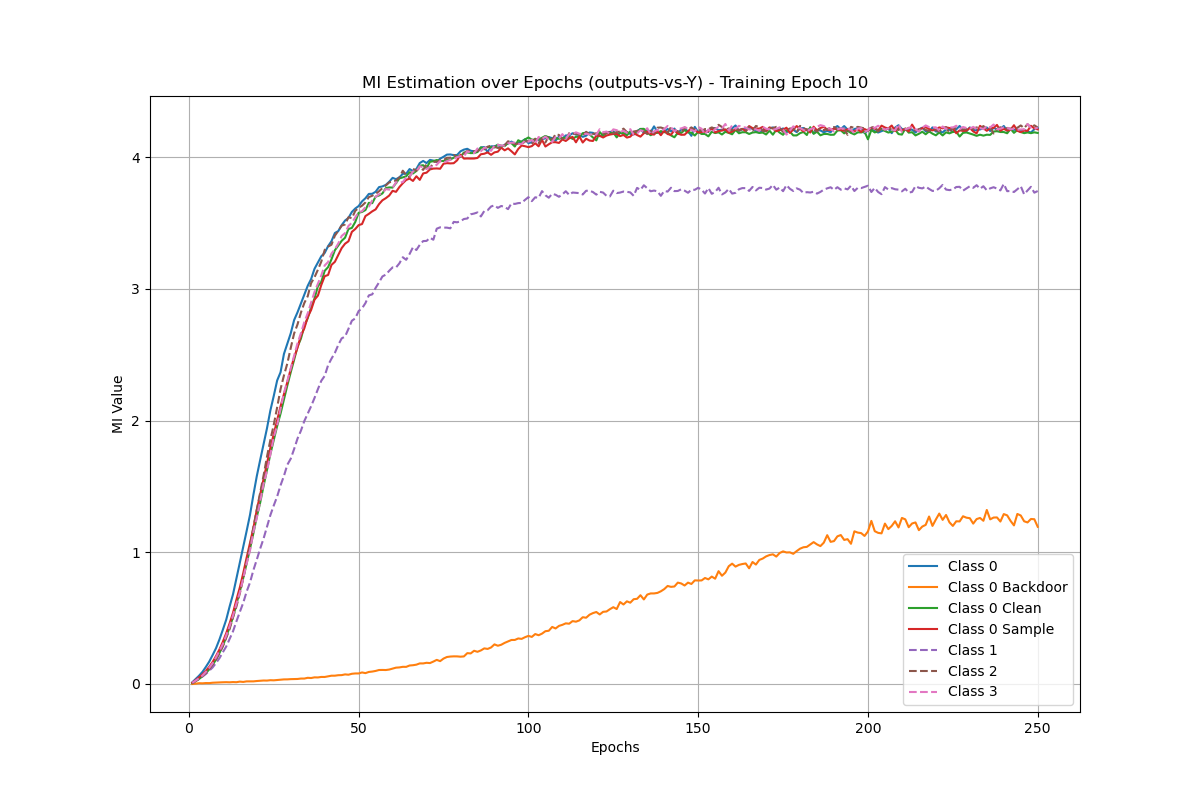 MI Estimation over Epochs (outputs-vs-Y) - Training Epoch 10
MI Value
4
3
2
1
0
0 50 100 150 200 250
Epochs
Class 0
Class 0 Backdoor
Class 0 Clean
Class 0 Sample
Class 1
Class 2
Class 3